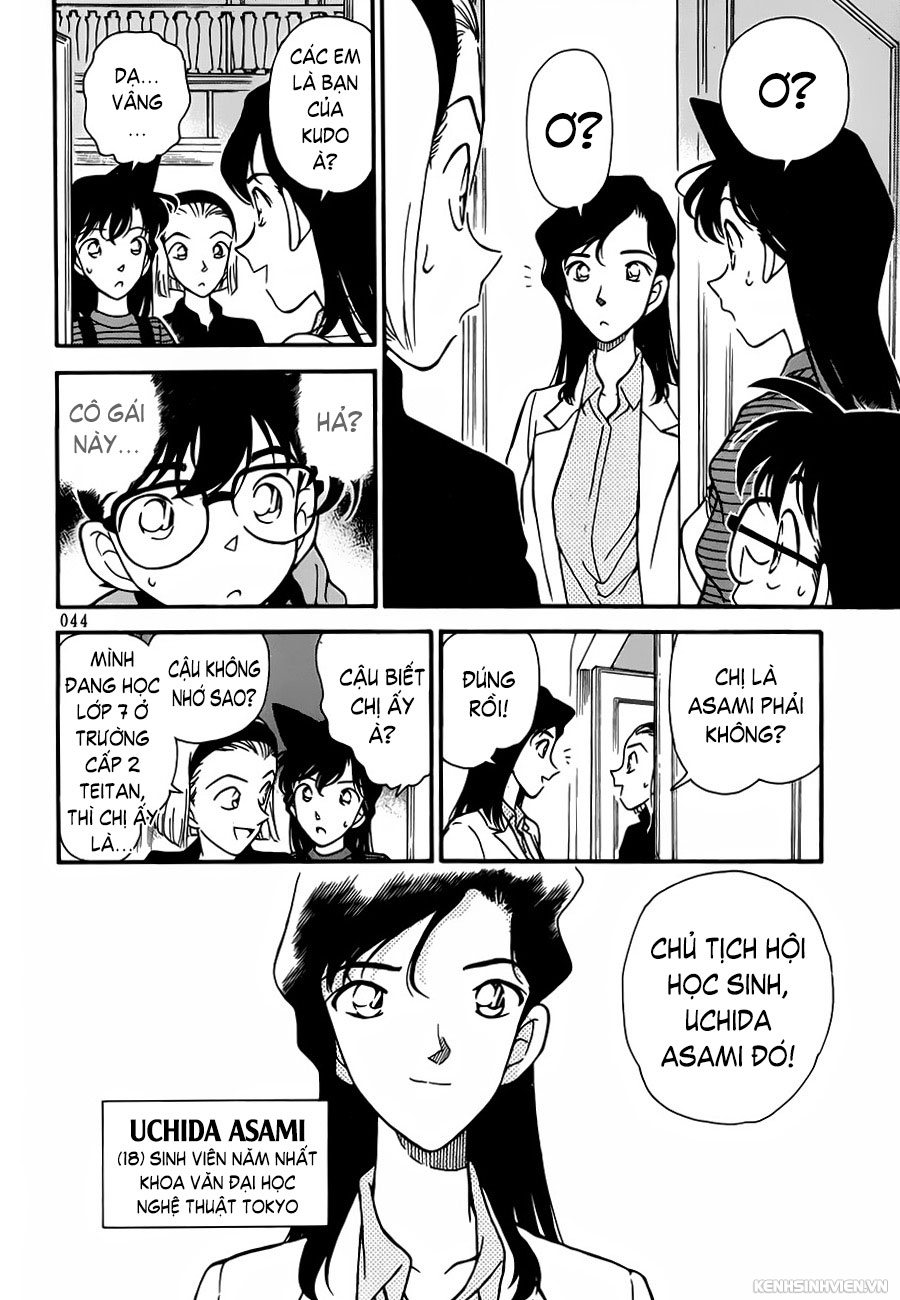 Ơ?
Ơ?
CÁC EM
LÀ BẠN
CỦA
KUDO
À?
DẠ...
VÂNG
...
HẢ?
CÔ GÁI
NÀY...
044
CHỊ LÀ
ASAMI PHẢI
KHÔNG?
ĐÚNG
RỒI!
CẬU BIẾT
CHỊ ẤY
À?
CẬU KHÔNG
NHỚ SAO?
MÌNH
ĐANG HỌC
LỚP 7 Ở
TRƯỜNG
CẤP 2
TEITAN,
THÌ CHỊ ẤY
LÀ...
CHỦ TỊCH HỘI
HỌC SINH,
UCHIDA
ASAMI ĐÓ!
UCHIDA ASAMI
(18) SINH VIÊN NĂM NHẤT
KHOA VĂN ĐẠI HỌC
NGHỆ THUẬT TOKYO
KENHSINHVIEN.VN